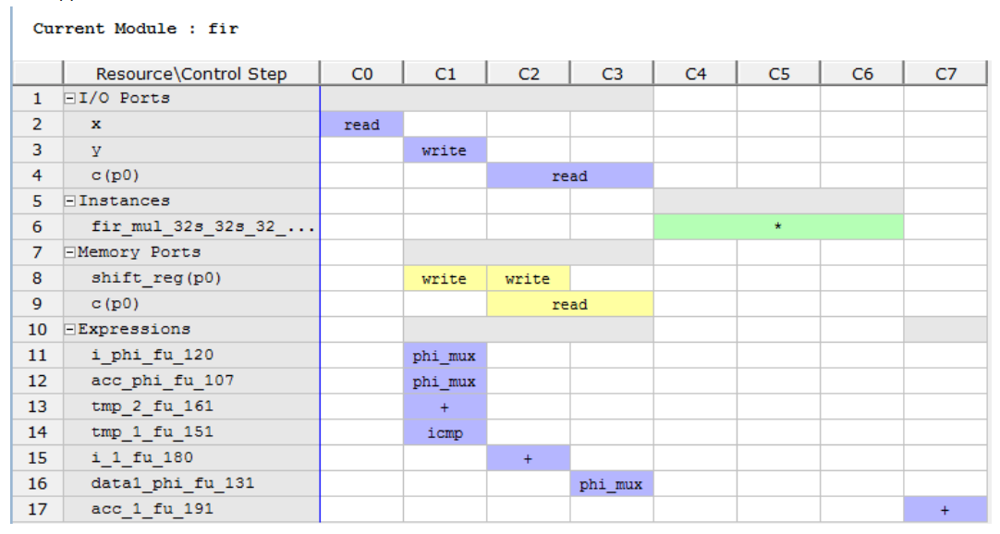 Current Module : fir
Resource\Control Step C0 C1 C2 C3 C4 C5 C6 C7
1 I/O Ports
2 x read
3 y write
4 c(p0) read
5 Instances
6 fir_mul_32s_32s_32_... *
7 Memory Ports
8 shift_reg(p0) write write
9 c(p0) read
10 Expressions
11 i_phi_fu_120 phi_mux
12 acc_phi_fu_107 phi_mux
13 tmp_2_fu_161 +
14 tmp_1_fu_151 icmp
15 i_1_fu_180 +
16 data1_phi_fu_131 phi_mux
17 acc_1_fu_191 +